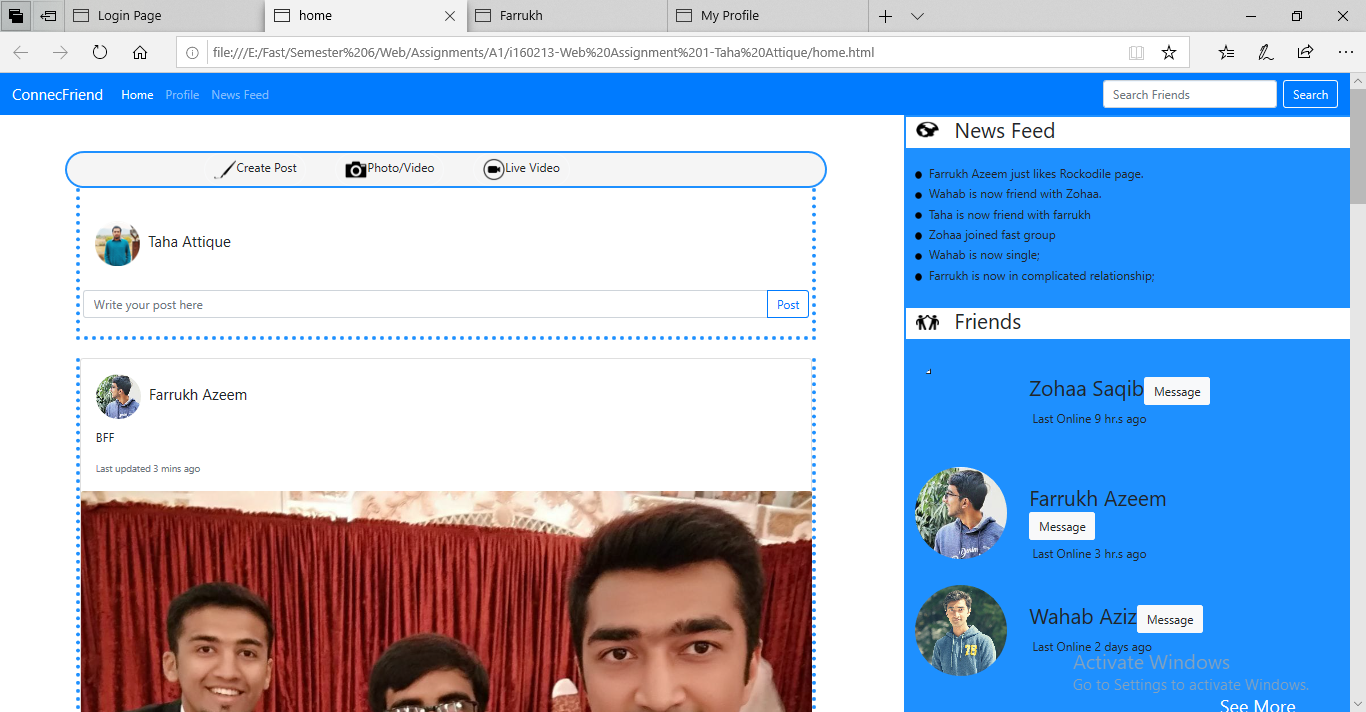 Login Page
home
Farrukh
My Profile
file:///E:/Fast/Semester%206/Web/Assignments/A1/i160213-Web%20Assignment%201-Taha%20Attique/home.html
ConnecFriend Home Profile News Feed
Search Friends Search
Create Post Photo/Video Live Video
Taha Attique
Write your post here Post
Farrukh Azeem
BFF
Last updated 3 mins ago
News Feed
Farrukh Azeem just likes Rockodile page.
Wahab is now friend with Zohaa.
Taha is now friend with farrukh
Zohaa joined fast group
Wahab is now single;
Farrukh is now in complicated relationship;
Friends
Zohaa Saqib Message
Last Online 9 hr.s ago
Farrukh Azeem
Message
Last Online 3 hr.s ago
Wahab Aziz Message
Last Online 2 days ago
Activate Windows
Go to Settings to activate Windows.
See More